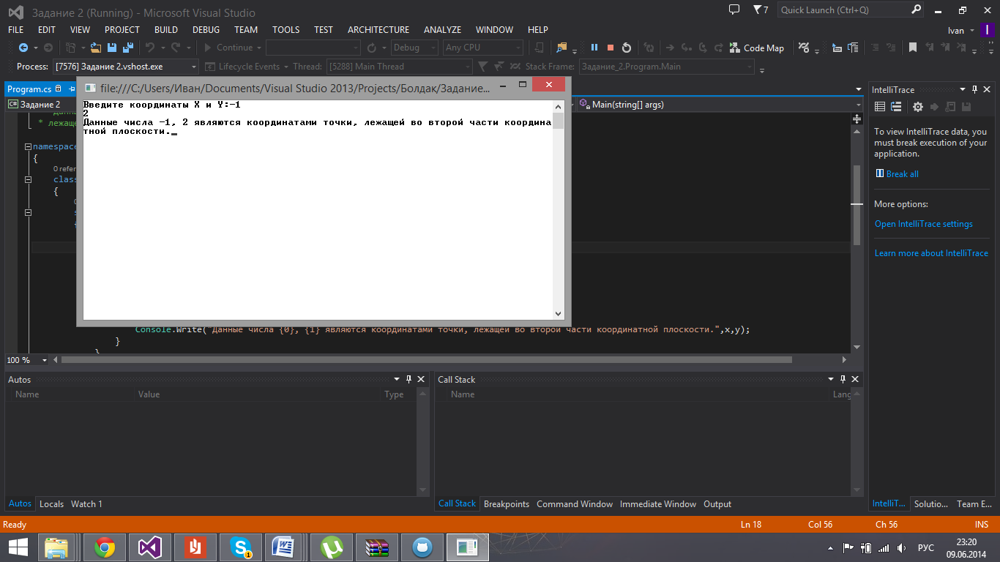 Задание 2 (Running) - Microsoft Visual Studio
7
Quick Launch (Ctrl+Q)
FILE EDIT VIEW PROJECT BUILD DEBUG TEAM TOOLS TEST ARCHITECTURE ANALYZE WINDOW HELP
Ivan
I
Continue Debug Any CPU Code Map
Process: [7576] Задание 2.vshost.exe Lifecycle Events Thread: [5288] Main Thread Stack Frame: Задание_2.Program.Main
Program.cs
file:///C:/Users/Иван/Documents/Visual Studio 2013/Projects/Болдак/Задание...
C# Задание 2
Main(string[] args)
Введите координаты X и Y:-1
2
Данные числа -1, 2 являются координатами точки, лежащей во второй части координа
тной плоскости.
* лежаще
namespace
{
0 refer
class
{
Console.Write("Данные числа {0}, {1} являются координатами точки, лежащей во второй части координатной плоскости.",x,y);
}
}
100 %
IntelliTrace
To view IntelliTrace data, you
must break execution of your
application.
Break all
More options:
Open IntelliTrace settings
Learn more about IntelliTrace
Autos
Name Value Type
Call Stack
Name Lang
Autos Locals Watch 1
Call Stack Breakpoints Command Window Immediate Window Output
IntelliT... Solutio... Team E...
Ready
Ln 18 Col 56 Ch 56 INS
1
РУС
23:20
09.06.2014